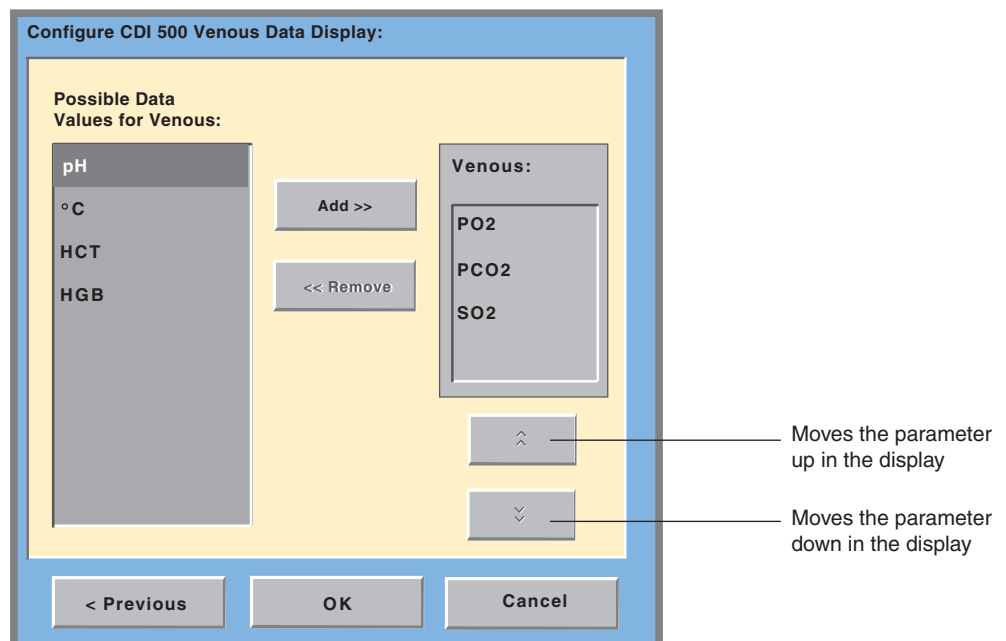 Configure CDI 500 Venous Data Display:
Possible Data
Values for Venous:
pH
°C
HCT
HGB
Add >>
<< Remove
Venous:
PO2
PCO2
SO2
Moves the parameter
up in the display
Moves the parameter
down in the display
< Previous
OK
Cancel